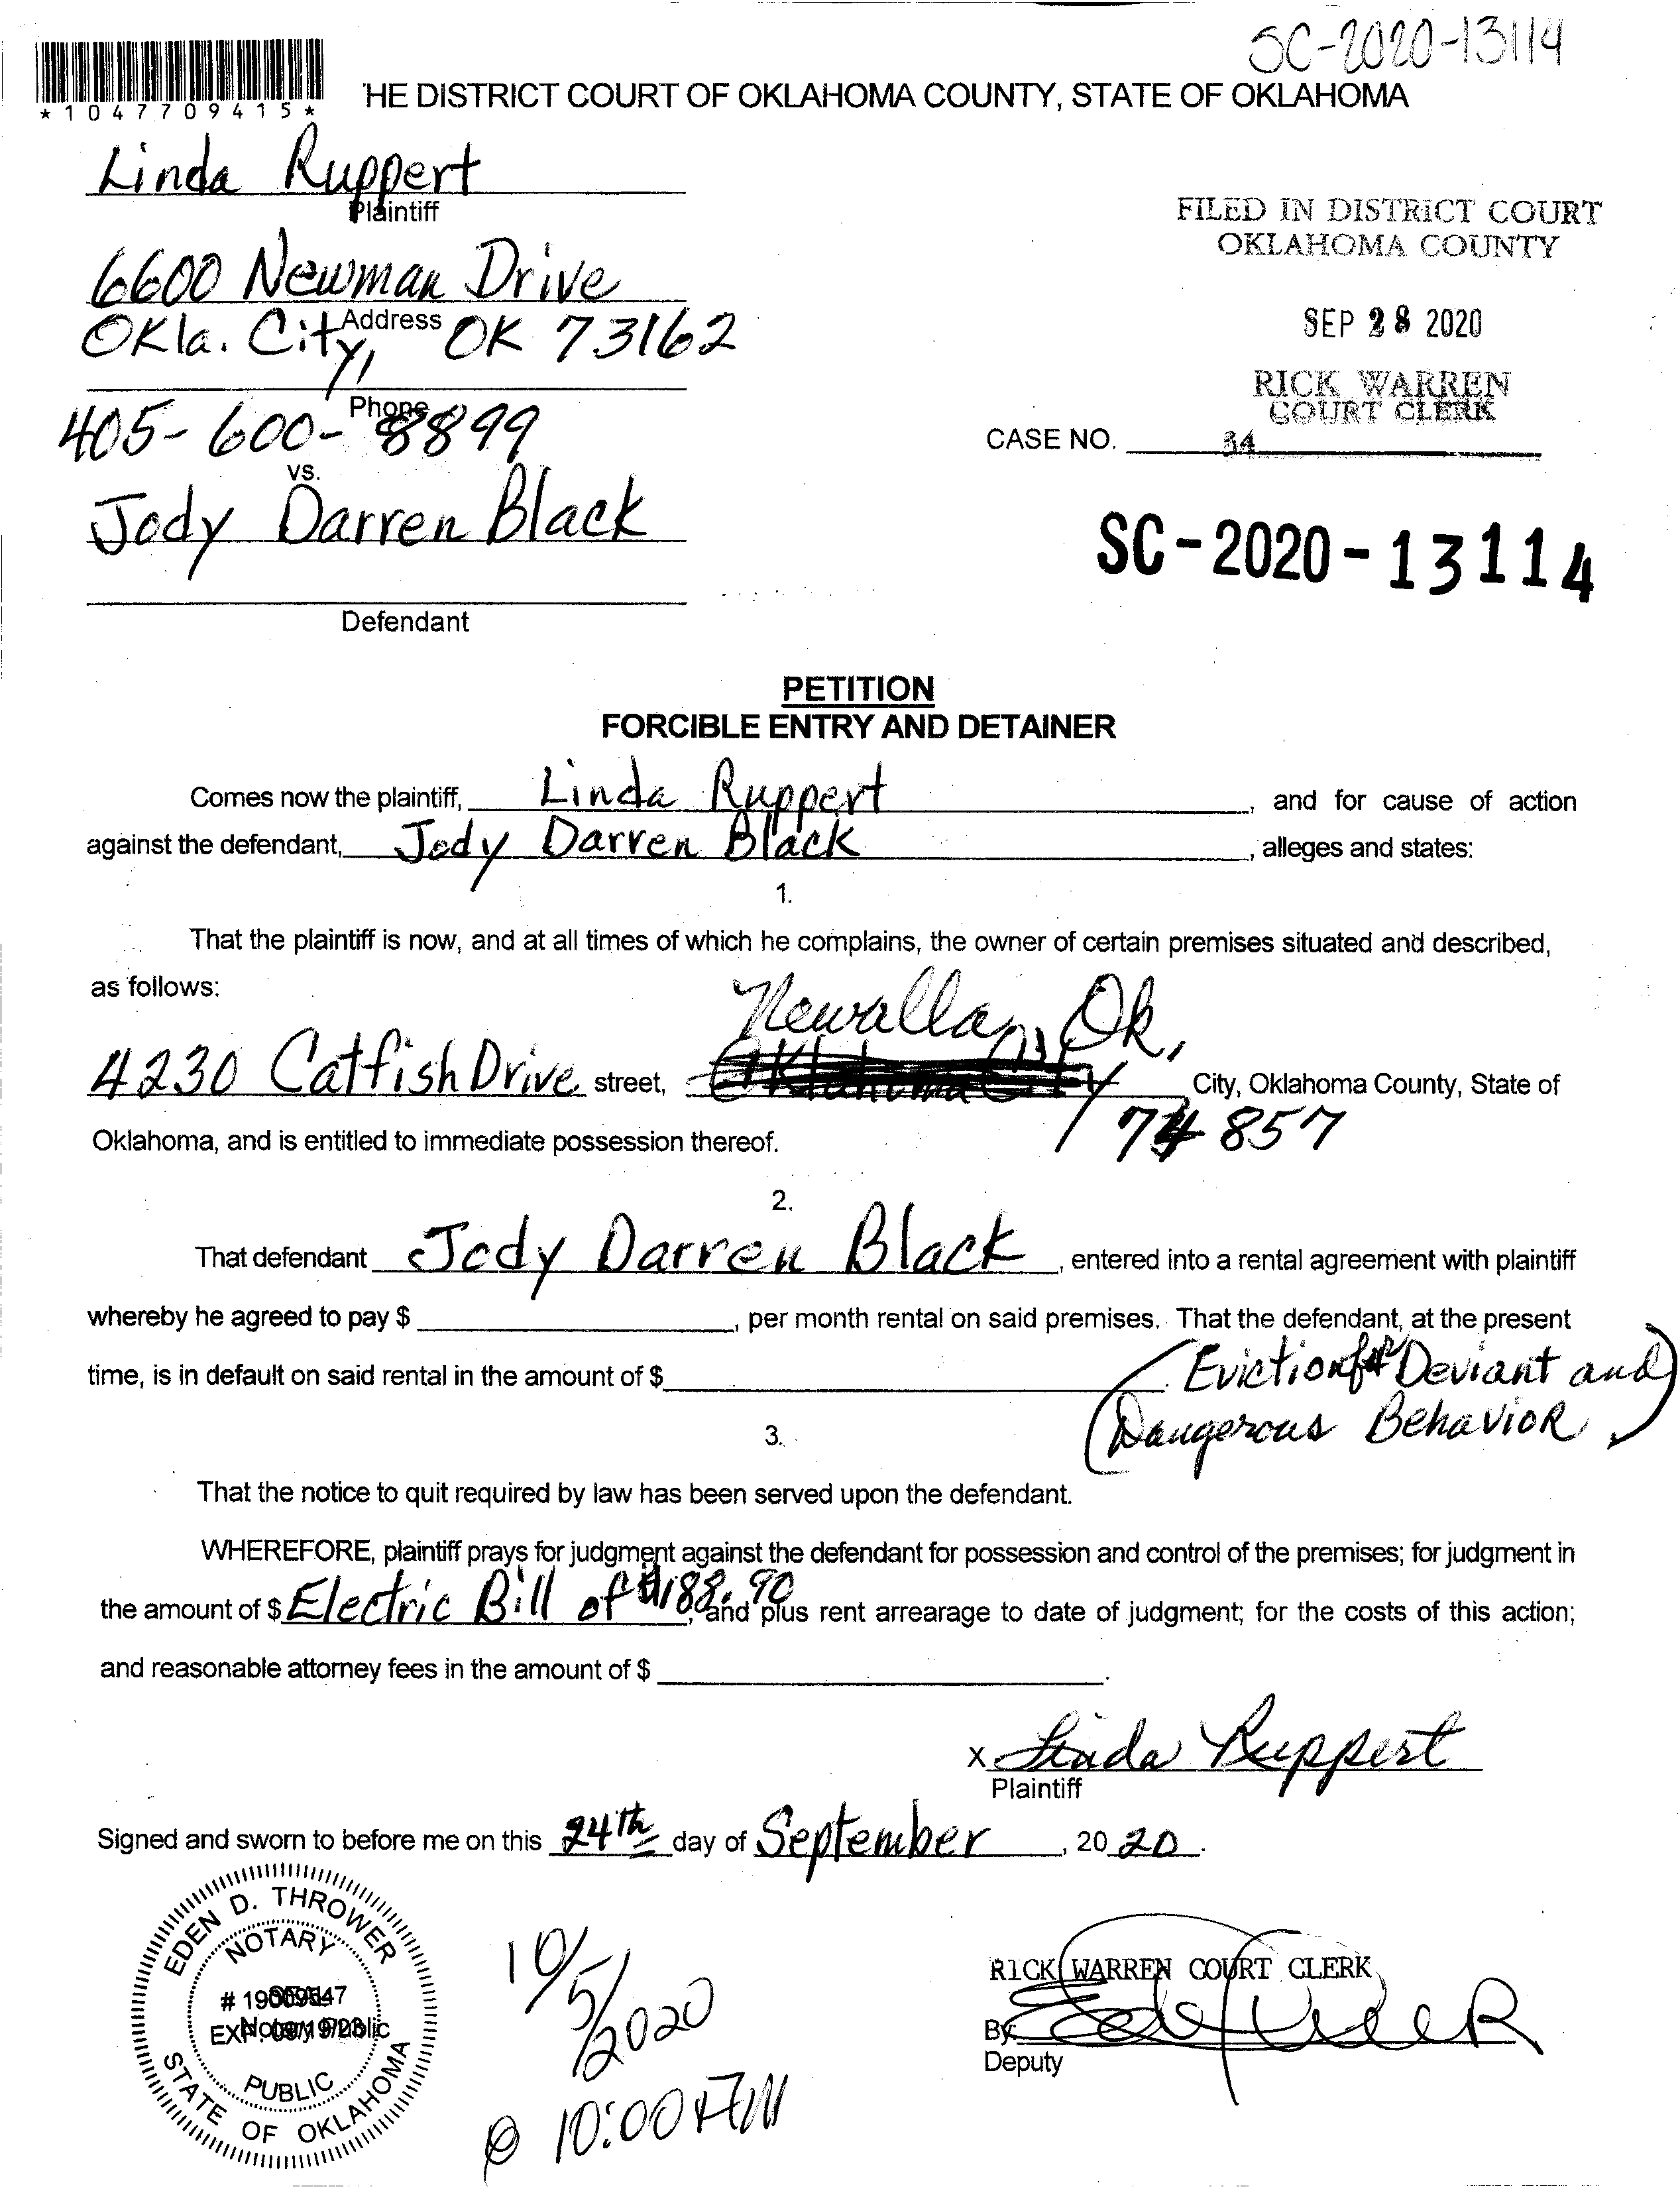 SC-2020-13114
*1047709415*
HE DISTRICT COURT OF OKLAHOMA COUNTY, STATE OF OKLAHOMA
Linda Ruppert
Plaintiff
FILED IN DISTRICT COURT
OKLAHOMA COUNTY
6600 Newman Drive
Address
SEP 28 2020
Okla. City, OK 73162
RICK WARREN
COURT CLERK
Phone
405-600-8899
CASE NO. 34
vs.
Jody Darren Black
SC-2020-13114
Defendant
PETITION
FORCIBLE ENTRY AND DETAINER
Comes now the plaintiff, Linda Ruppert, and for cause of action
against the defendant, Jody Darren Black, alleges and states:
1.
That the plaintiff is now, and at all times of which he complains, the owner of certain premises situated and described,
as follows:
Newalla, Ok,
4230 Catfish Drive street, Oklahoma City City, Oklahoma County, State of
74857
Oklahoma, and is entitled to immediate possession thereof.
2.
That defendant Jody Darren Black, entered into a rental agreement with plaintiff
whereby he agreed to pay $ , per month rental on said premises. That the defendant, at the present
time, is in default on said rental in the amount of $ .
(Eviction for Deviant and
Dangerous Behavior)
3.
That the notice to quit required by law has been served upon the defendant.
WHEREFORE, plaintiff prays for judgment against the defendant for possession and control of the premises; for judgment in
the amount of $ Electric Bill of $188.90, and plus rent arrearage to date of judgment; for the costs of this action;
and reasonable attorney fees in the amount of $ .
x Linda Ruppert
Plaintiff
Signed and sworn to before me on this 24th day of September, 2020.
EDEN D. THROWER
NOTARY
EXP. 09/19/23
PUBLIC
STATE OF OKLAHOMA
10/5/2020
@ 10:00 AM
RICK WARREN COURT CLERK
By
Deputy